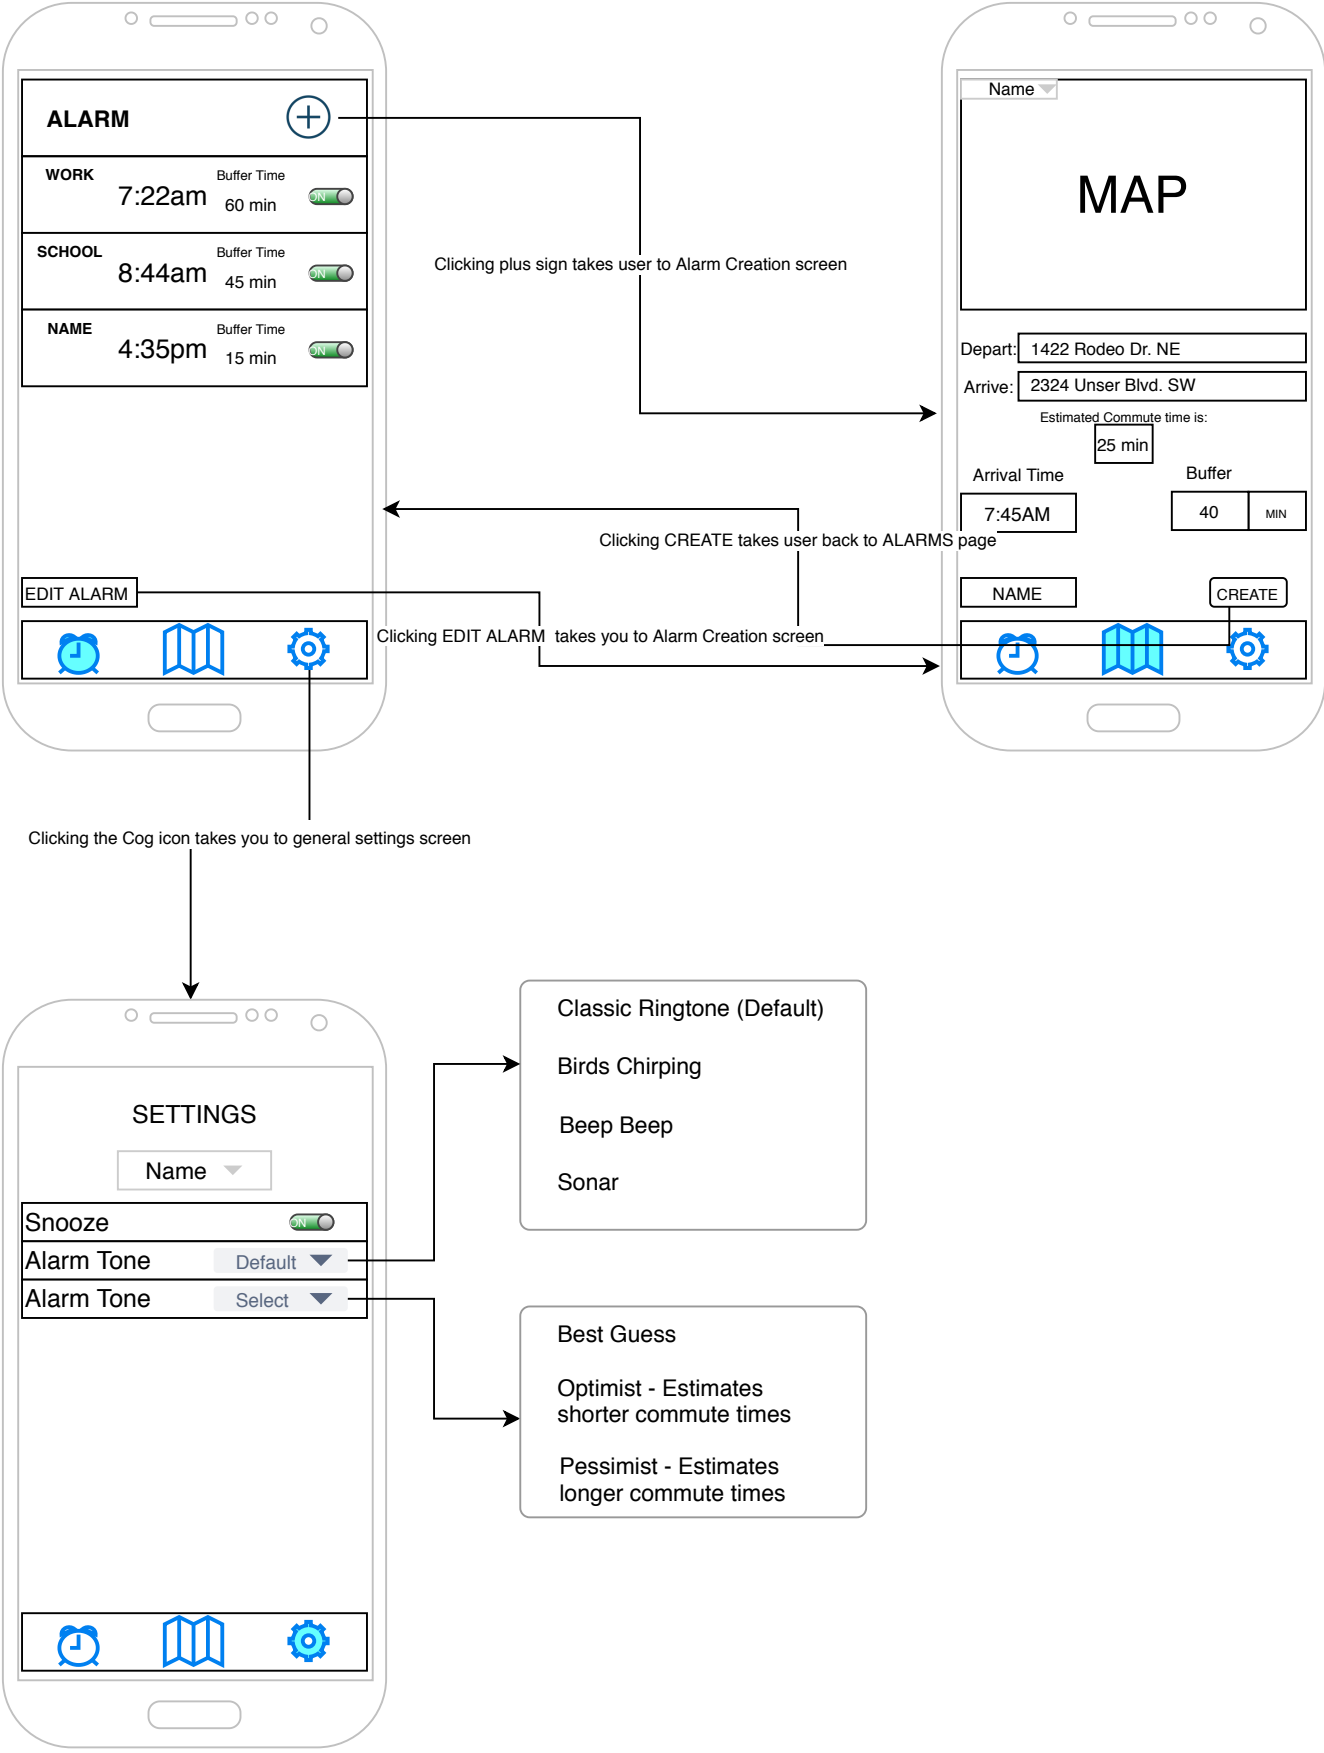 ALARM
WORK
7:22am
Buffer Time
60 min
ON
SCHOOL
8:44am
Buffer Time
45 min
ON
NAME
4:35pm
Buffer Time
15 min
ON
EDIT ALARM
Clicking plus sign takes user to Alarm Creation screen
Clicking CREATE takes user back to ALARMS page
Clicking EDIT ALARM takes you to Alarm Creation screen
Name
MAP
Depart:
1422 Rodeo Dr. NE
Arrive:
2324 Unser Blvd. SW
Estimated Commute time is:
25 min
Arrival Time
Buffer
7:45AM
40
MIN
NAME
CREATE
Clicking the Cog icon takes you to general settings screen
SETTINGS
Name
Snooze
ON
Alarm Tone
Default
Alarm Tone
Select
Classic Ringtone (Default)
Birds Chirping
Beep Beep
Sonar
Best Guess
Optimist - Estimates
shorter commute times
Pessimist - Estimates
longer commute times